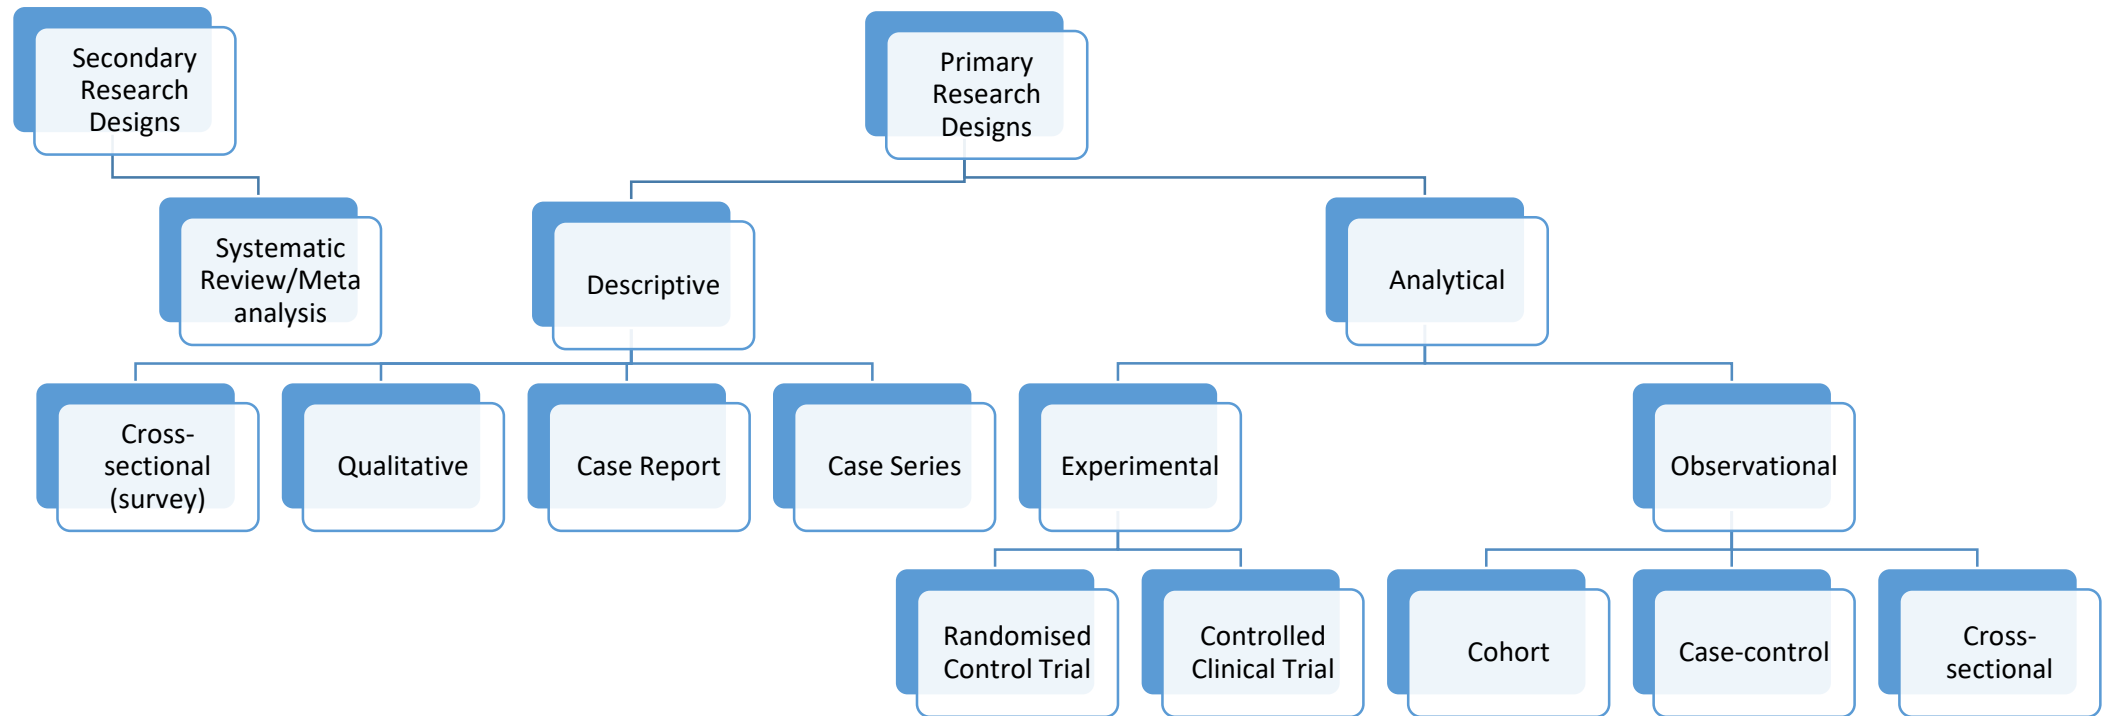 Secondary
Research
Designs
Primary
Research
Designs
Systematic
Review/Meta
analysis
Descriptive
Analytical
Cross-
sectional
(survey)
Qualitative
Case Report
Case Series
Experimental
Observational
Randomised
Control Trial
Controlled
Clinical Trial
Cohort
Case-control
Cross-
sectional